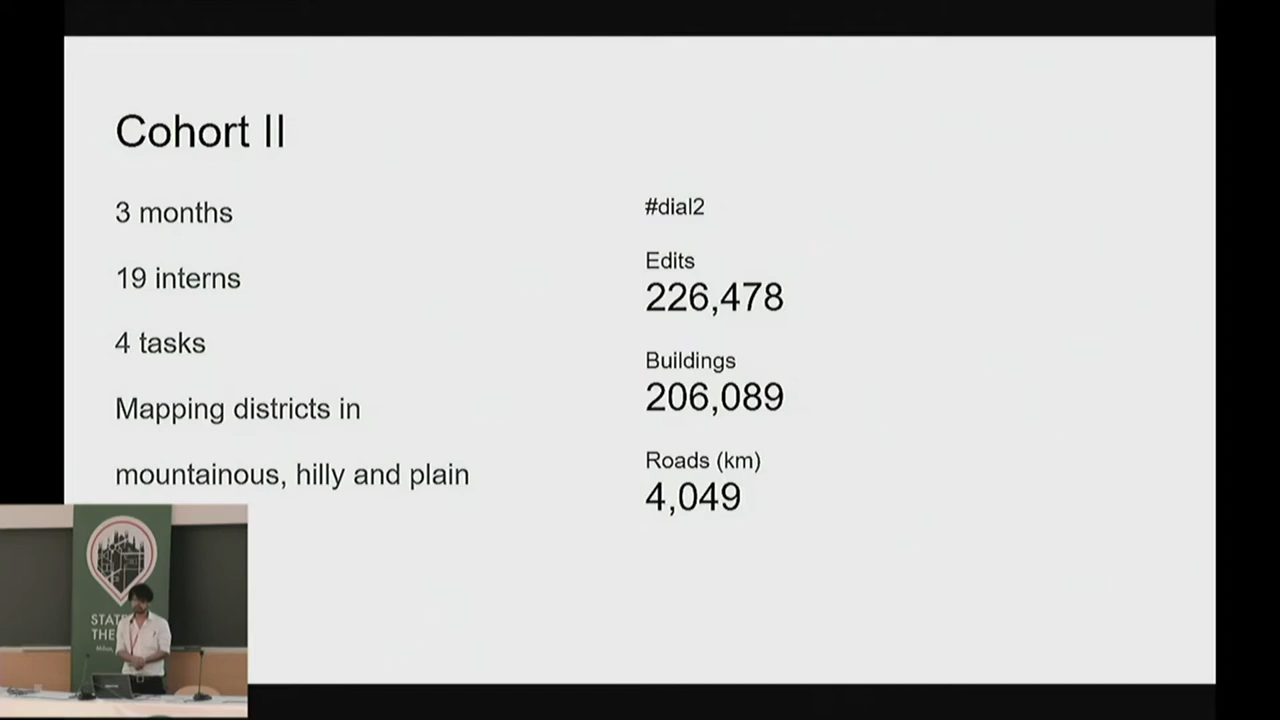 Cohort II
3 months
19 interns
4 tasks
Mapping districts in
mountainous, hilly and plain
#dial2
Edits
226,478
Buildings
206,089
Roads (km)
4,049
THE